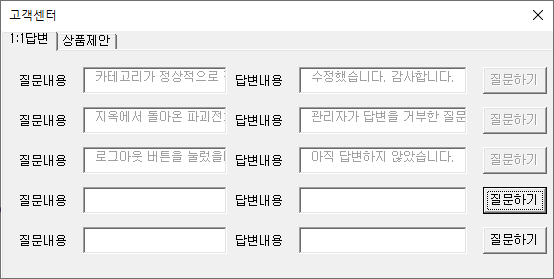 고객센터
1:1답변 상품제안
질문내용 카테고리가 정상적으로 답변내용 수정했습니다. 감사합니다. 질문하기
질문내용 지옥에서 돌아온 파괴전 답변내용 관리자가 답변을 거부한 질문 질문하기
질문내용 로그아웃 버튼을 눌렀을 답변내용 아직 답변하지 않았습니다. 질문하기
질문내용 답변내용 질문하기
질문내용 답변내용 질문하기